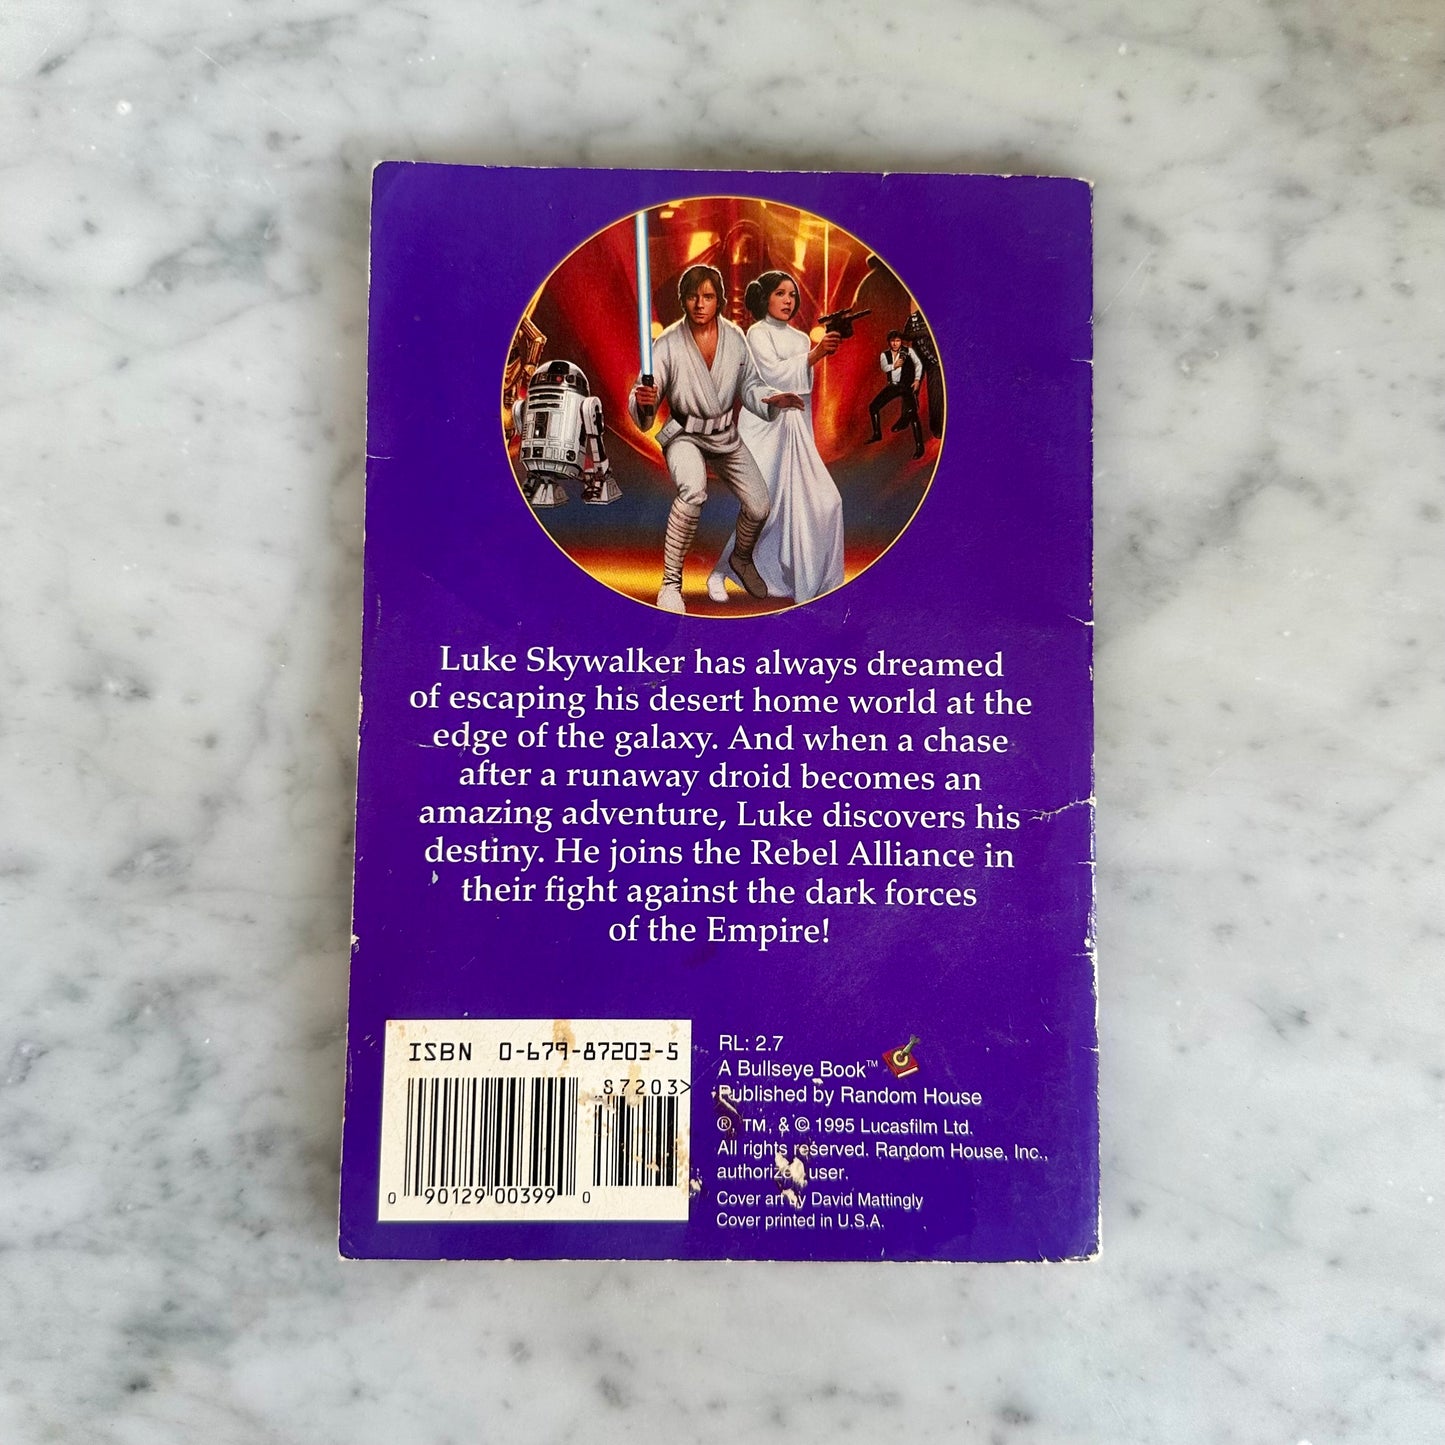 Luke Skywalker has always dreamed
of escaping his desert home world at the
edge of the galaxy. And when a chase
after a runaway droid becomes an
amazing adventure, Luke discovers his
destiny. He joins the Rebel Alliance in
their fight against the dark forces
of the Empire!
ISBN 0-679-87203-5
87203>
0 90129 00399 0
RL: 2.7
A Bullseye Book™
Published by Random House
®, TM, & © 1995 Lucasfilm Ltd.
All rights reserved. Random House, Inc.,
authorized user.
Cover art by David Mattingly
Cover printed in U.S.A.